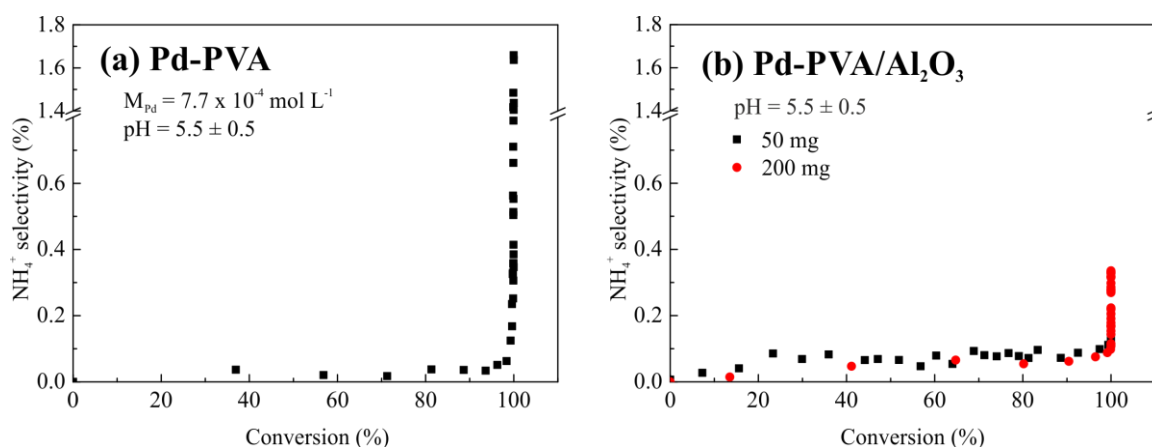 (a) Pd-PVA
M_Pd = 7.7 x 10⁻⁴ mol L⁻¹
pH = 5.5 ± 0.5
NH₄⁺ selectivity (%)
1.8
1.6
1.4
0.6
0.4
0.2
0.0
0 20 40 60 80 100
Conversion (%)
(b) Pd-PVA/Al₂O₃
pH = 5.5 ± 0.5
50 mg
200 mg
NH₄⁺ selectivity (%)
1.8
1.6
1.4
0.6
0.4
0.2
0.0
0 20 40 60 80 100
Conversion (%)